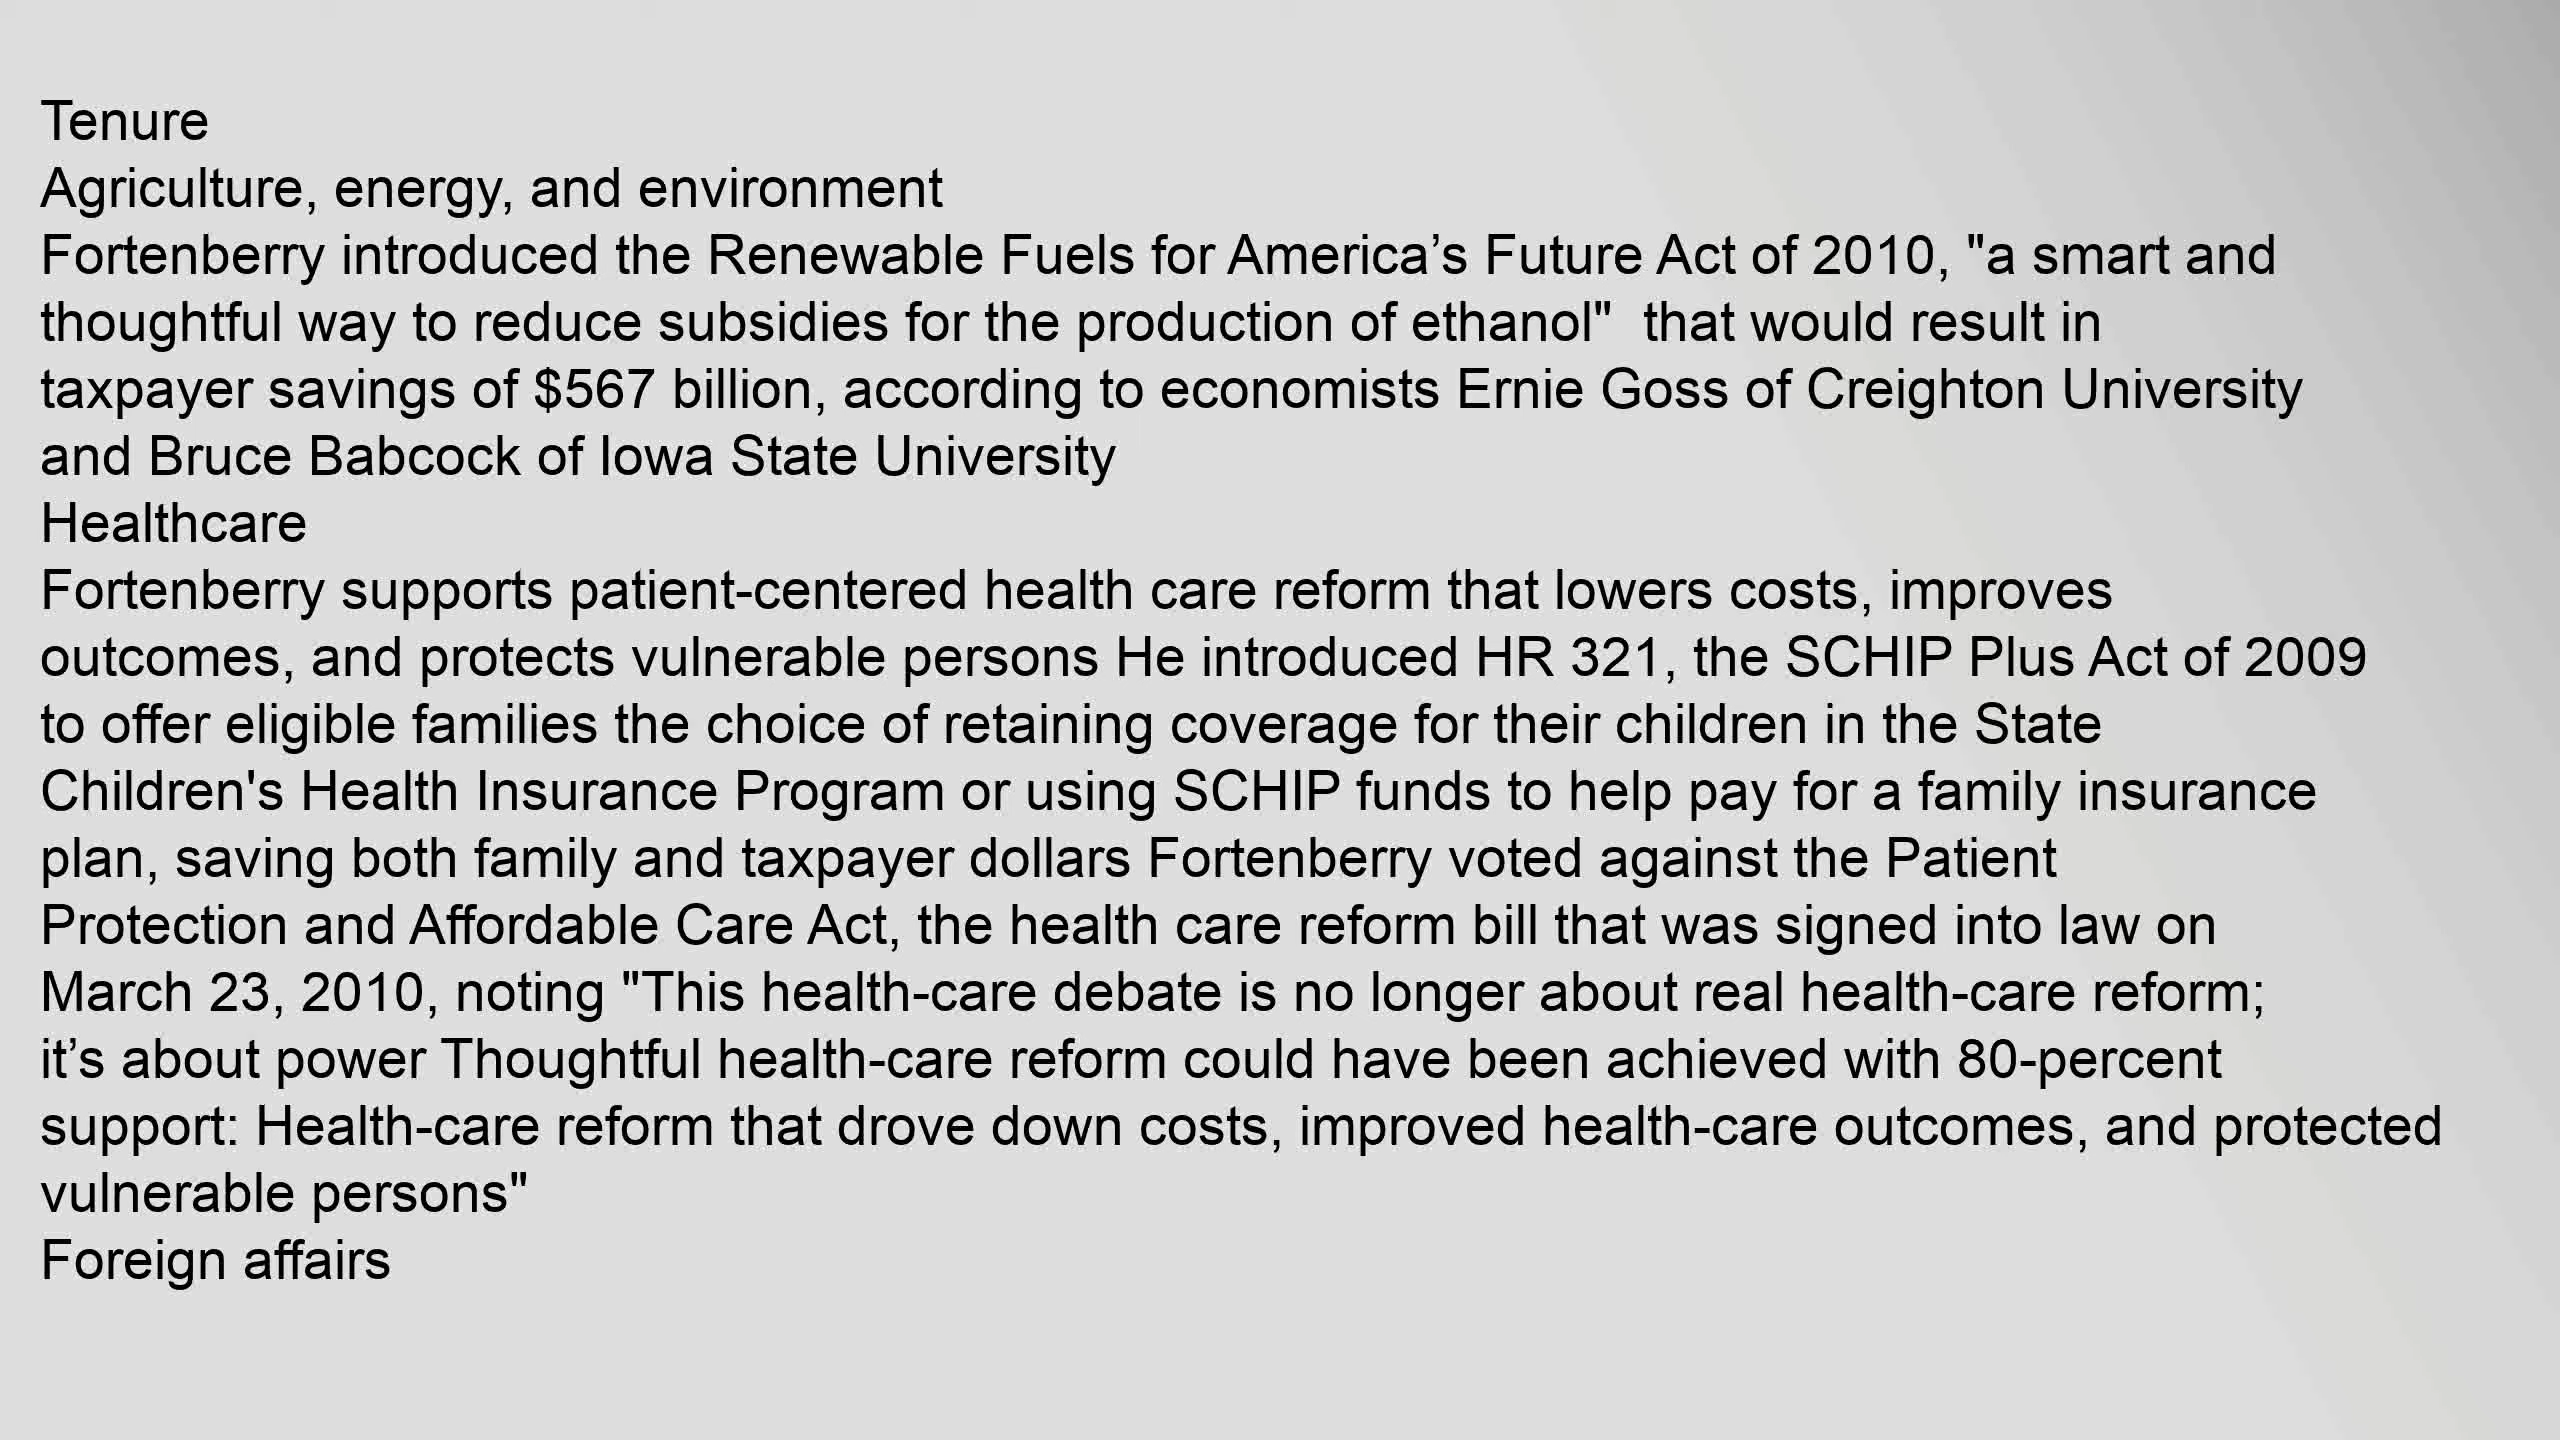 Tenure
Agriculture, energy, and environment
Fortenberry introduced the Renewable Fuels for America’s Future Act of 2010, "a smart and
thoughtful way to reduce subsidies for the production of ethanol"  that would result in
taxpayer savings of $567 billion, according to economists Ernie Goss of Creighton University
and Bruce Babcock of Iowa State University
Healthcare
Fortenberry supports patient-centered health care reform that lowers costs, improves
outcomes, and protects vulnerable persons He introduced HR 321, the SCHIP Plus Act of 2009
to offer eligible families the choice of retaining coverage for their children in the State
Children's Health Insurance Program or using SCHIP funds to help pay for a family insurance
plan, saving both family and taxpayer dollars Fortenberry voted against the Patient
Protection and Affordable Care Act, the health care reform bill that was signed into law on
March 23, 2010, noting "This health-care debate is no longer about real health-care reform;
it’s about power Thoughtful health-care reform could have been achieved with 80-percent
support: Health-care reform that drove down costs, improved health-care outcomes, and protected
vulnerable persons"
Foreign affairs